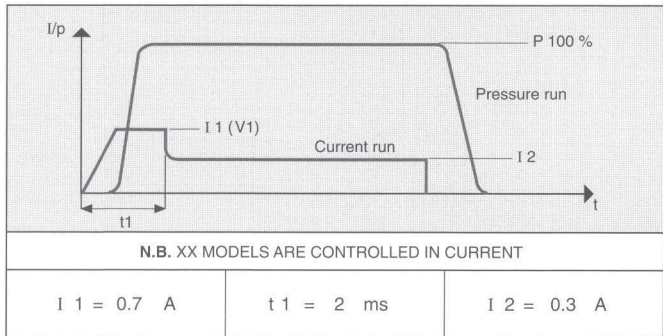 I/p
P 100 %
Pressure run
I 1 (V1)
Current run
I 2
t
t1
N.B. XX MODELS ARE CONTROLLED IN CURRENT
I 1 = 0.7 A
t 1 = 2 ms
I 2 = 0.3 A